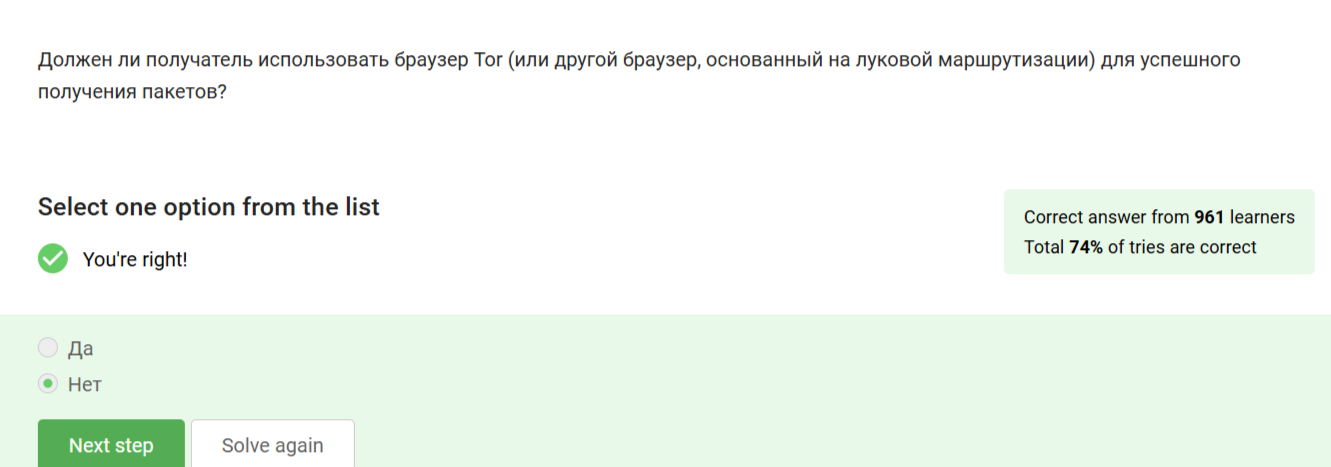 Должен ли получатель использовать браузер Tor (или другой браузер, основанный на луковой маршрутизации) для успешного
получения пакетов?
Select one option from the list
You're right!
Correct answer from 961 learners
Total 74% of tries are correct
Да
Нет
Next step
Solve again